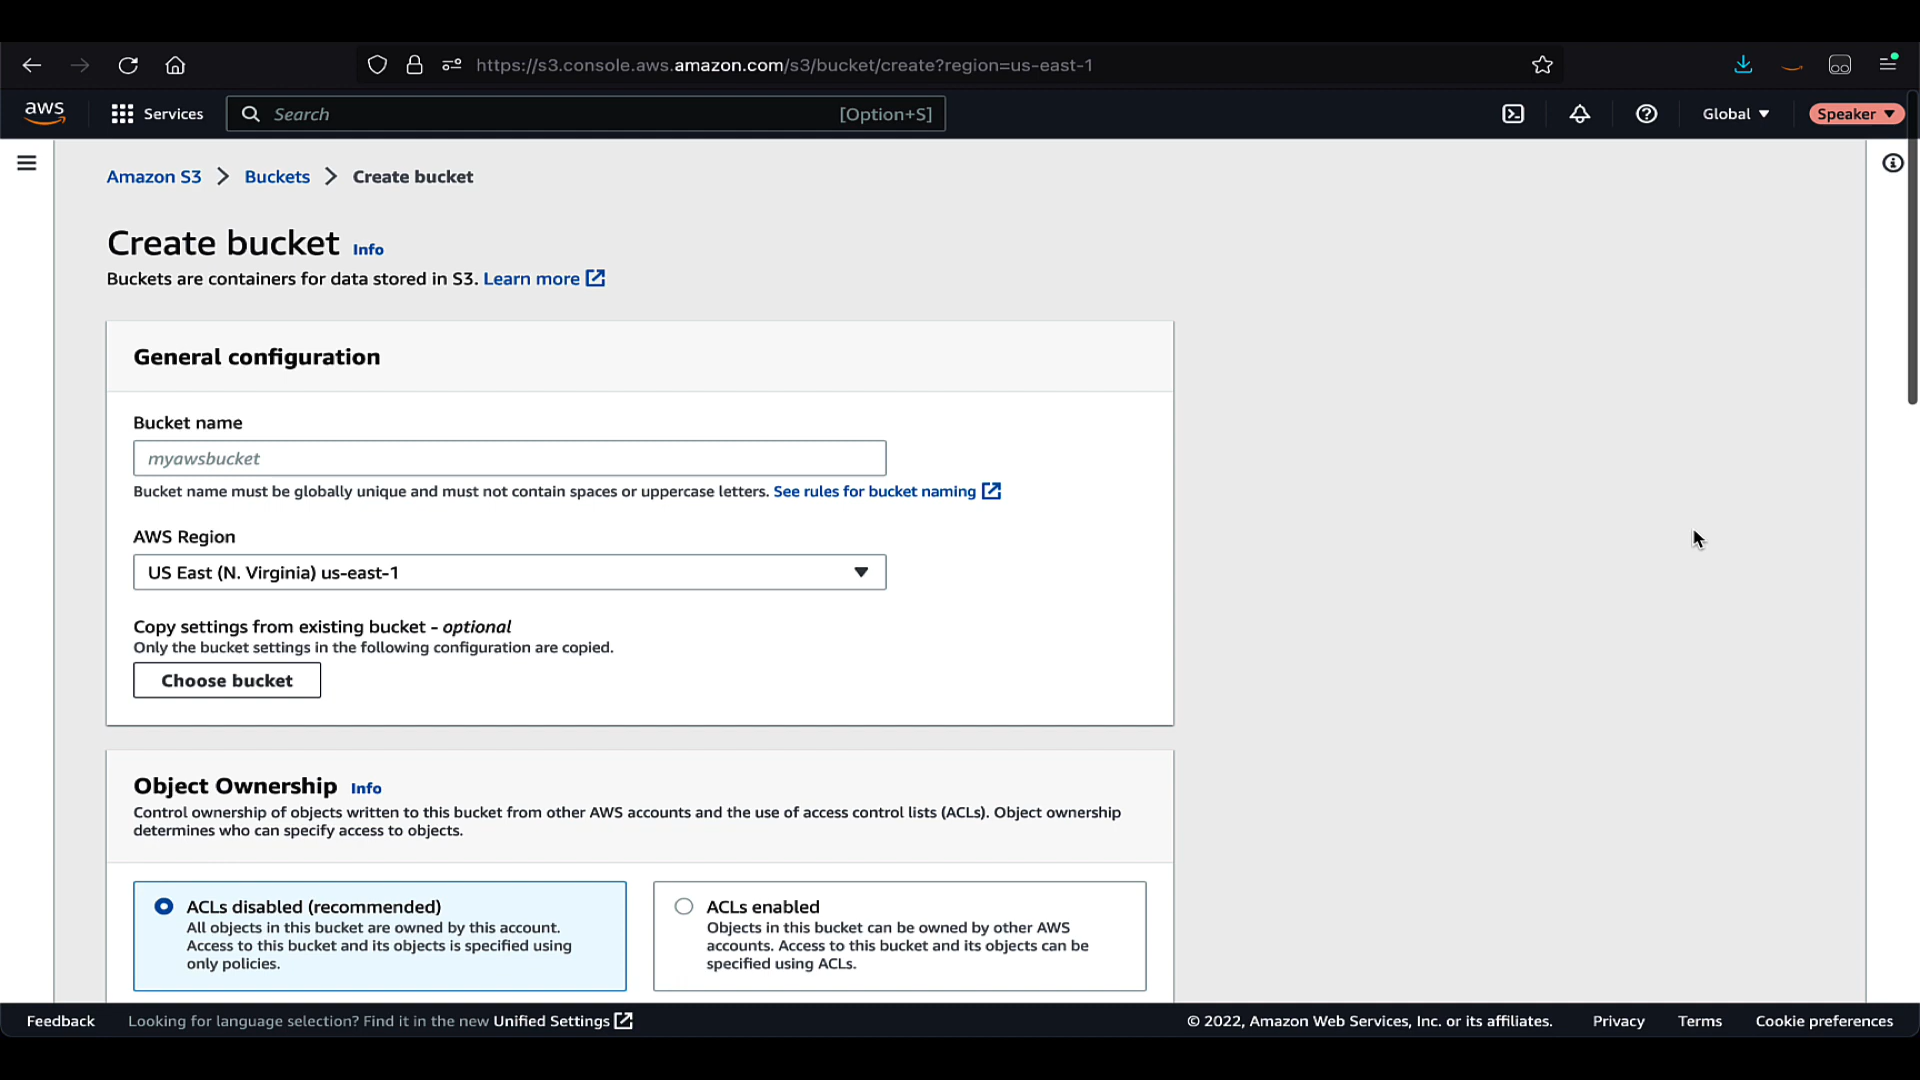 https://s3.console.aws.amazon.com/s3/bucket/create?region=us-east-1
aws Services Search [Option+S] Global Speaker
Amazon S3 Buckets Create bucket
Create bucket Info
Buckets are containers for data stored in S3. Learn more
General configuration
Bucket name
myawsbucket
Bucket name must be globally unique and must not contain spaces or uppercase letters. See rules for bucket naming
AWS Region
US East (N. Virginia) us-east-1
Copy settings from existing bucket - optional
Only the bucket settings in the following configuration are copied.
Choose bucket
Object Ownership Info
Control ownership of objects written to this bucket from other AWS accounts and the use of access control lists (ACLs). Object ownership
determines who can specify access to objects.
ACLs disabled (recommended)
All objects in this bucket are owned by this account.
Access to this bucket and its objects is specified using
only policies.
ACLs enabled
Objects in this bucket can be owned by other AWS
accounts. Access to this bucket and its objects can be
specified using ACLs.
Feedback Looking for language selection? Find it in the new Unified Settings © 2022, Amazon Web Services, Inc. or its affiliates. Privacy Terms Cookie preferences